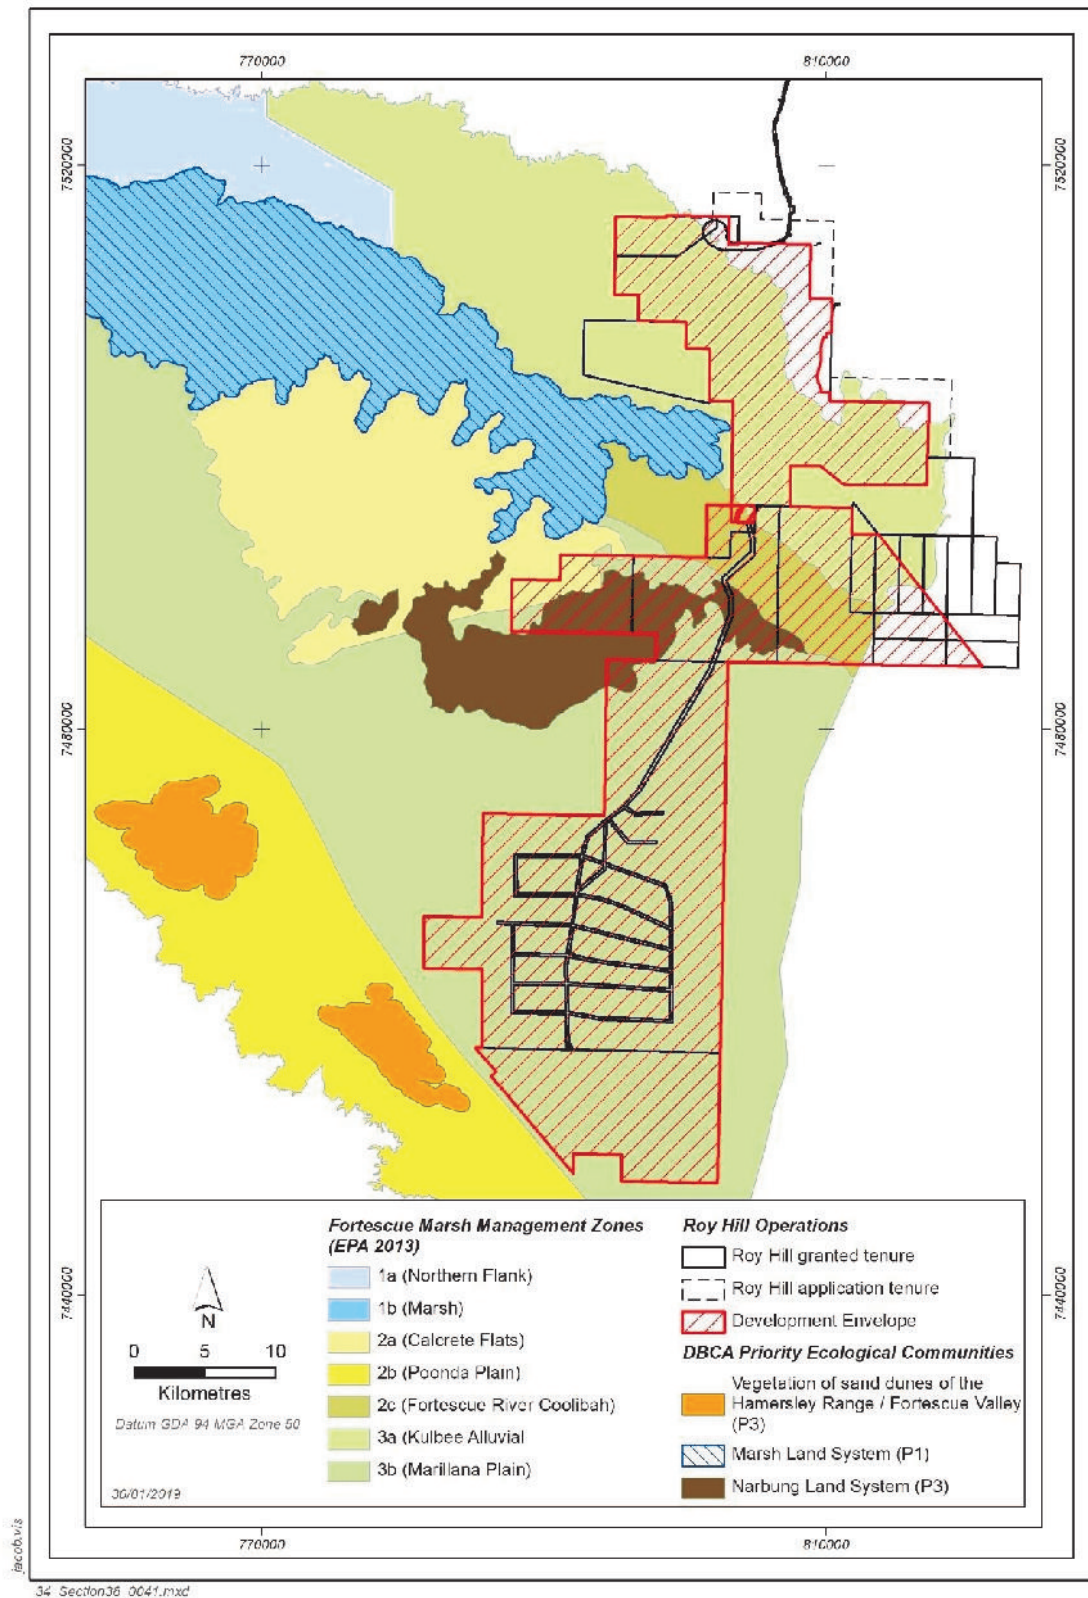 770000
810000
7520000
7520000
7480000
7480000
7440000
7440000
N
0 5 10
Kilometres
Datum GDA 94 MGA Zone 50
30/01/2019
Fortescue Marsh Management Zones
(EPA 2013)
1a (Northern Flank)
1b (Marsh)
2a (Calcrete Flats)
2b (Poonda Plain)
2c (Fortescue River Coolibah)
3a (Kulbee Alluvial
3b (Marillana Plain)
Roy Hill Operations
Roy Hill granted tenure
Roy Hill application tenure
Development Envelope
DBCA Priority Ecological Communities
Vegetation of sand dunes of the
Hamersley Range / Fortescue Valley
(P3)
Marsh Land System (P1)
Narbung Land System (P3)
770000
810000
jacob.vis
34_Section38_0041.mxd